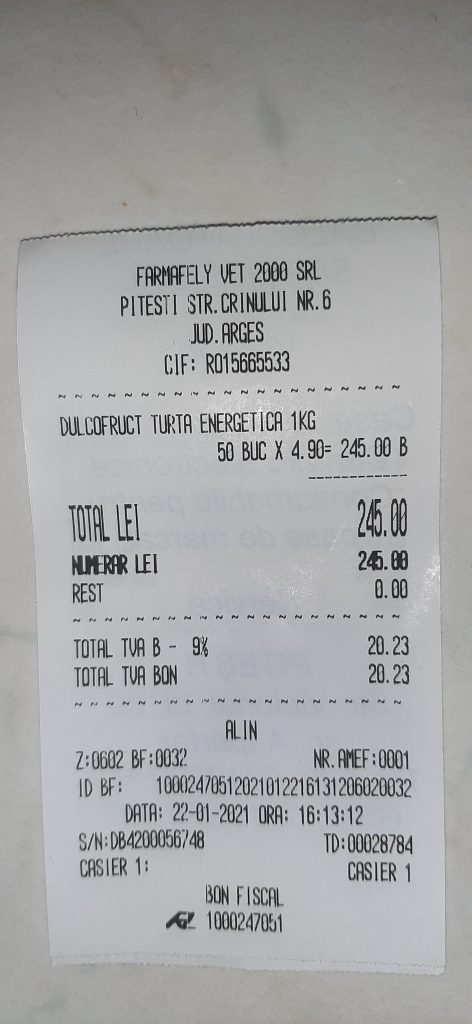 FARMAFELY VET 2000 SRL
PITESTI STR.CRINULUI NR.6
JUD.ARGES
CIF: RO15665533
DULCOFRUCT TURTA ENERGETICA 1KG
50 BUC X 4.90= 245.00 B
TOTAL LEI 245.00
NUMERAR LEI 245.00
REST 0.00
TOTAL TVA B - 9% 20.23
TOTAL TVA BON 20.23
ALIN
Z:0602 BF:0032 NR.AMEF:0001
ID BF: 1000247051202101221613120602​0032
DATA: 22-01-2021 ORA: 16:13:12
S/N:DB4200056748 TD:00028784
CASIER 1: CASIER 1
BON FISCAL
1000247051